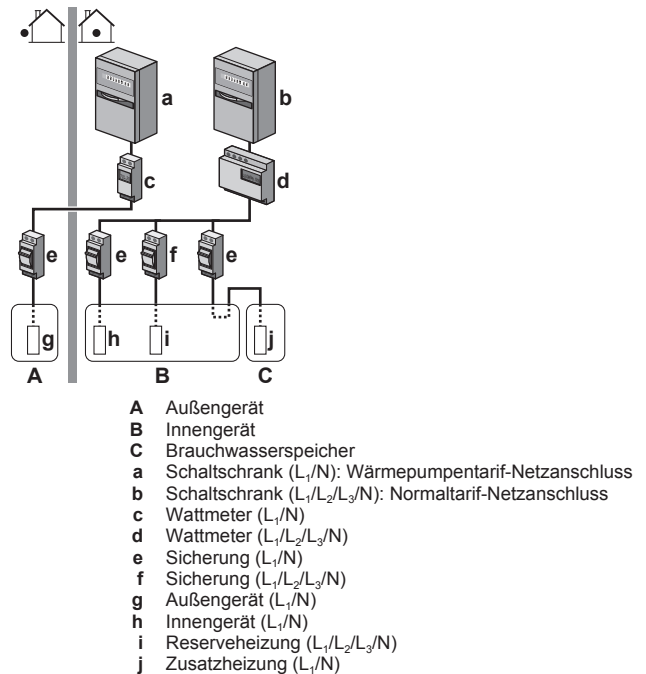 a b
c d
e e f e
g h i j
A B C
A Außengerät
B Innengerät
C Brauchwasserspeicher
a Schaltschrank (L₁/N): Wärmepumpentarif-Netzanschluss
b Schaltschrank (L₁/L₂/L₃/N): Normaltarif-Netzanschluss
c Wattmeter (L₁/N)
d Wattmeter (L₁/L₂/L₃/N)
e Sicherung (L₁/N)
f Sicherung (L₁/L₂/L₃/N)
g Außengerät (L₁/N)
h Innengerät (L₁/N)
i Reserveheizung (L₁/L₂/L₃/N)
j Zusatzheizung (L₁/N)